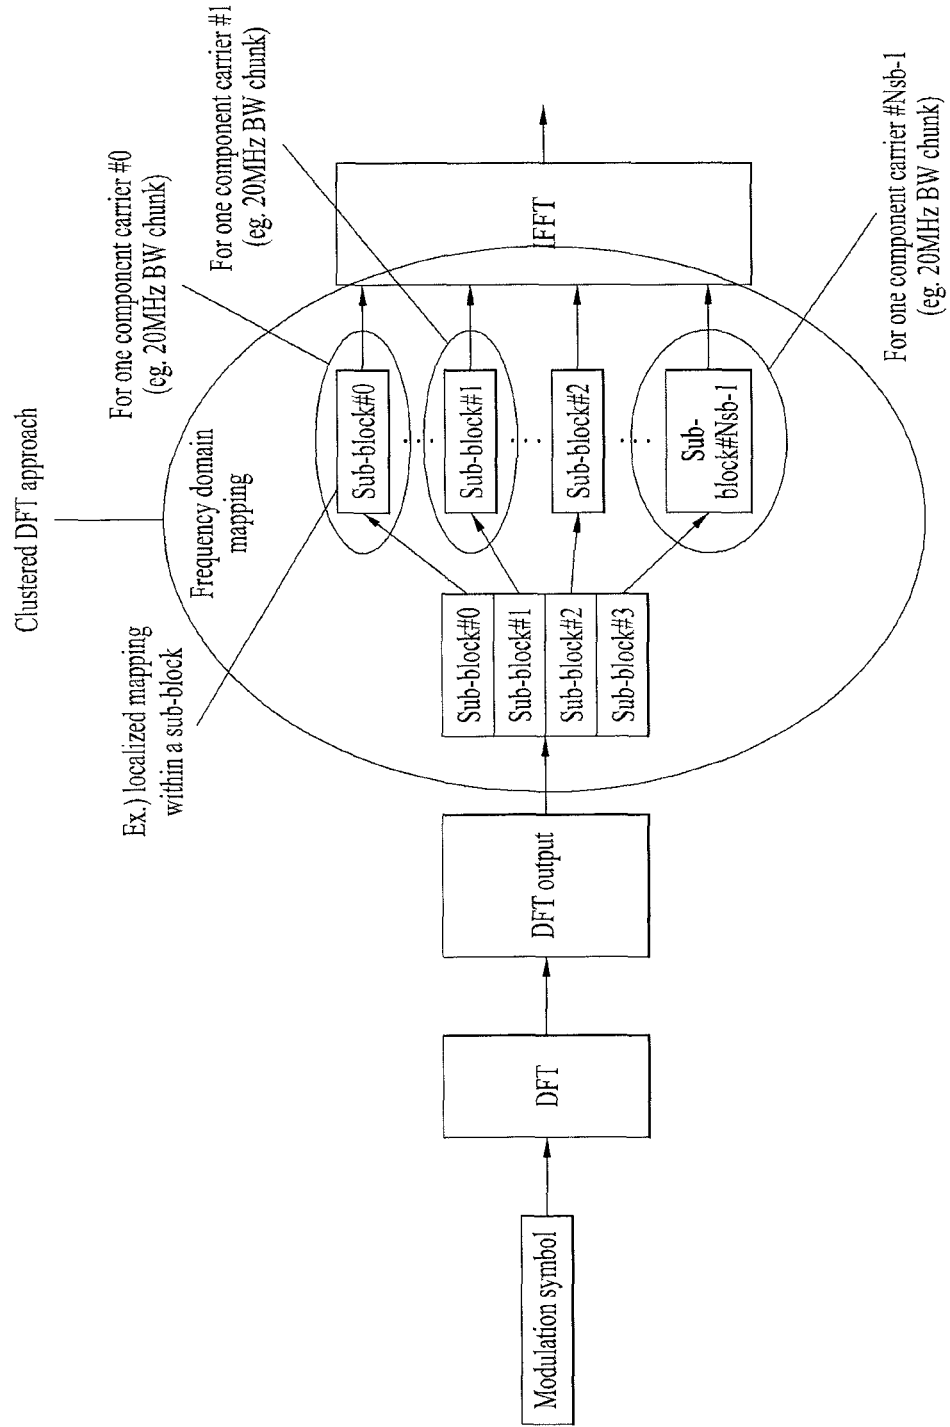 Clustered DFT approach
For one component carrier #0
(eg. 20MHz BW chunk)
For one component carrier #1
(eg. 20MHz BW chunk)
Ex.) localized mapping
within a sub-block
Frequency domain
mapping
Modulation symbol
DFT
DFT output
Sub-block#0
Sub-block#1
Sub-block#2
Sub-block#3
Sub-block#0
Sub-block#1
Sub-block#2
Sub-
block#Nsb-1
IFFT
For one component carrier #Nsb-1
(eg. 20MHz BW chunk)